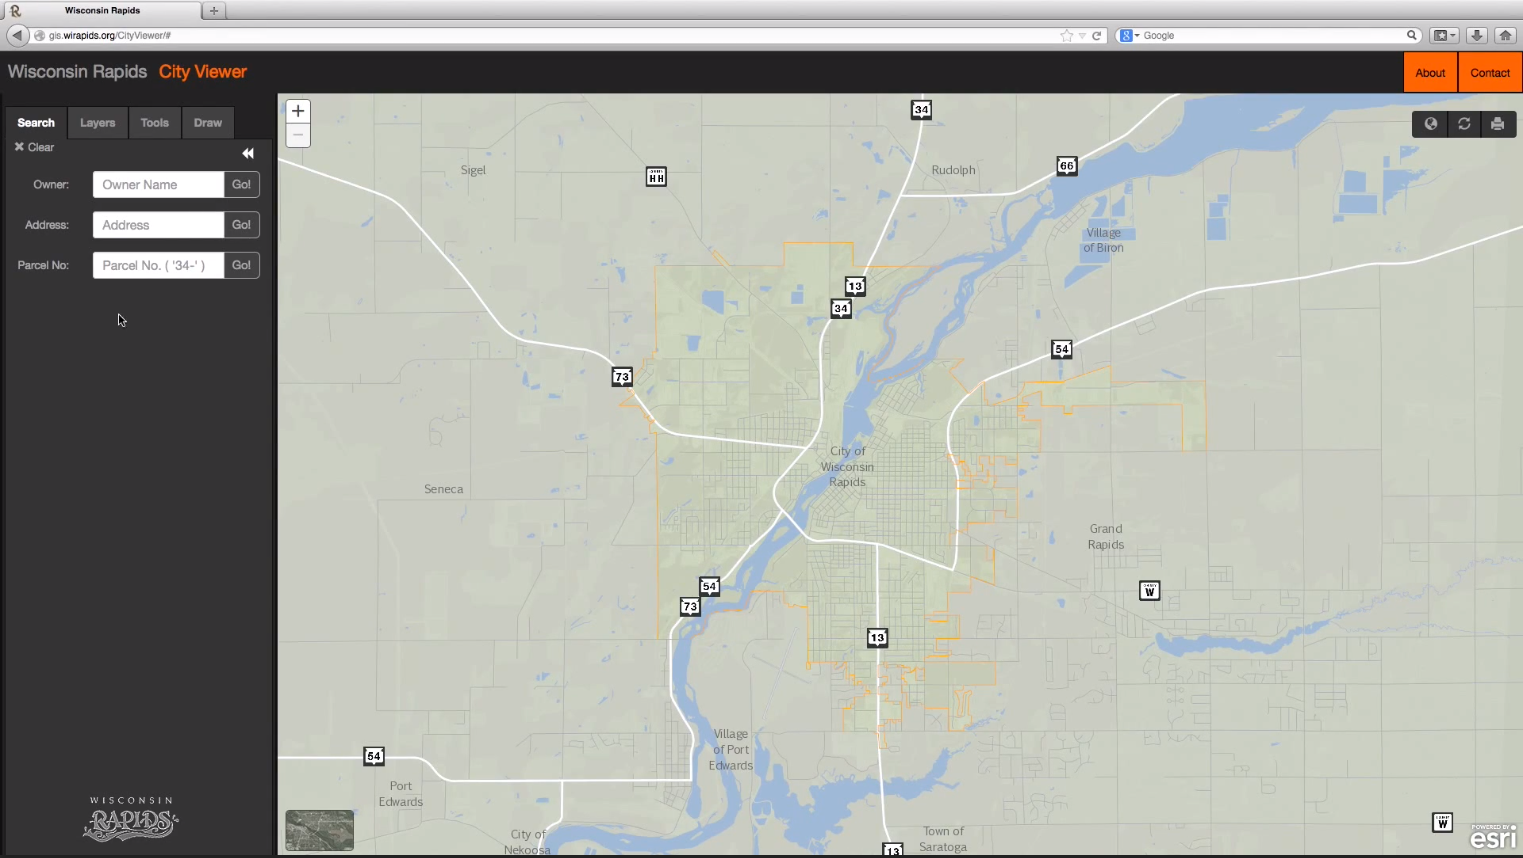 Wisconsin Rapids
gis.wirapids.org/CityViewer/#
Google
Wisconsin Rapids City Viewer
About
Contact
Search
Layers
Tools
Draw
Clear
Owner:
Owner Name
Go!
Address:
Address
Go!
Parcel No:
Parcel No. ( '34-' )
Go!
34
66
Sigel
HH
Rudolph
Village
of Biron
13
34
54
73
City of
Wisconsin
Rapids
Seneca
Grand
Rapids
54
W
73
13
Village
of Port
Edwards
54
Port
Edwards
WISCONSIN
RAPIDS
City of
Nekoosa
Town of
Saratoga
13
W
POWERED BY
esri